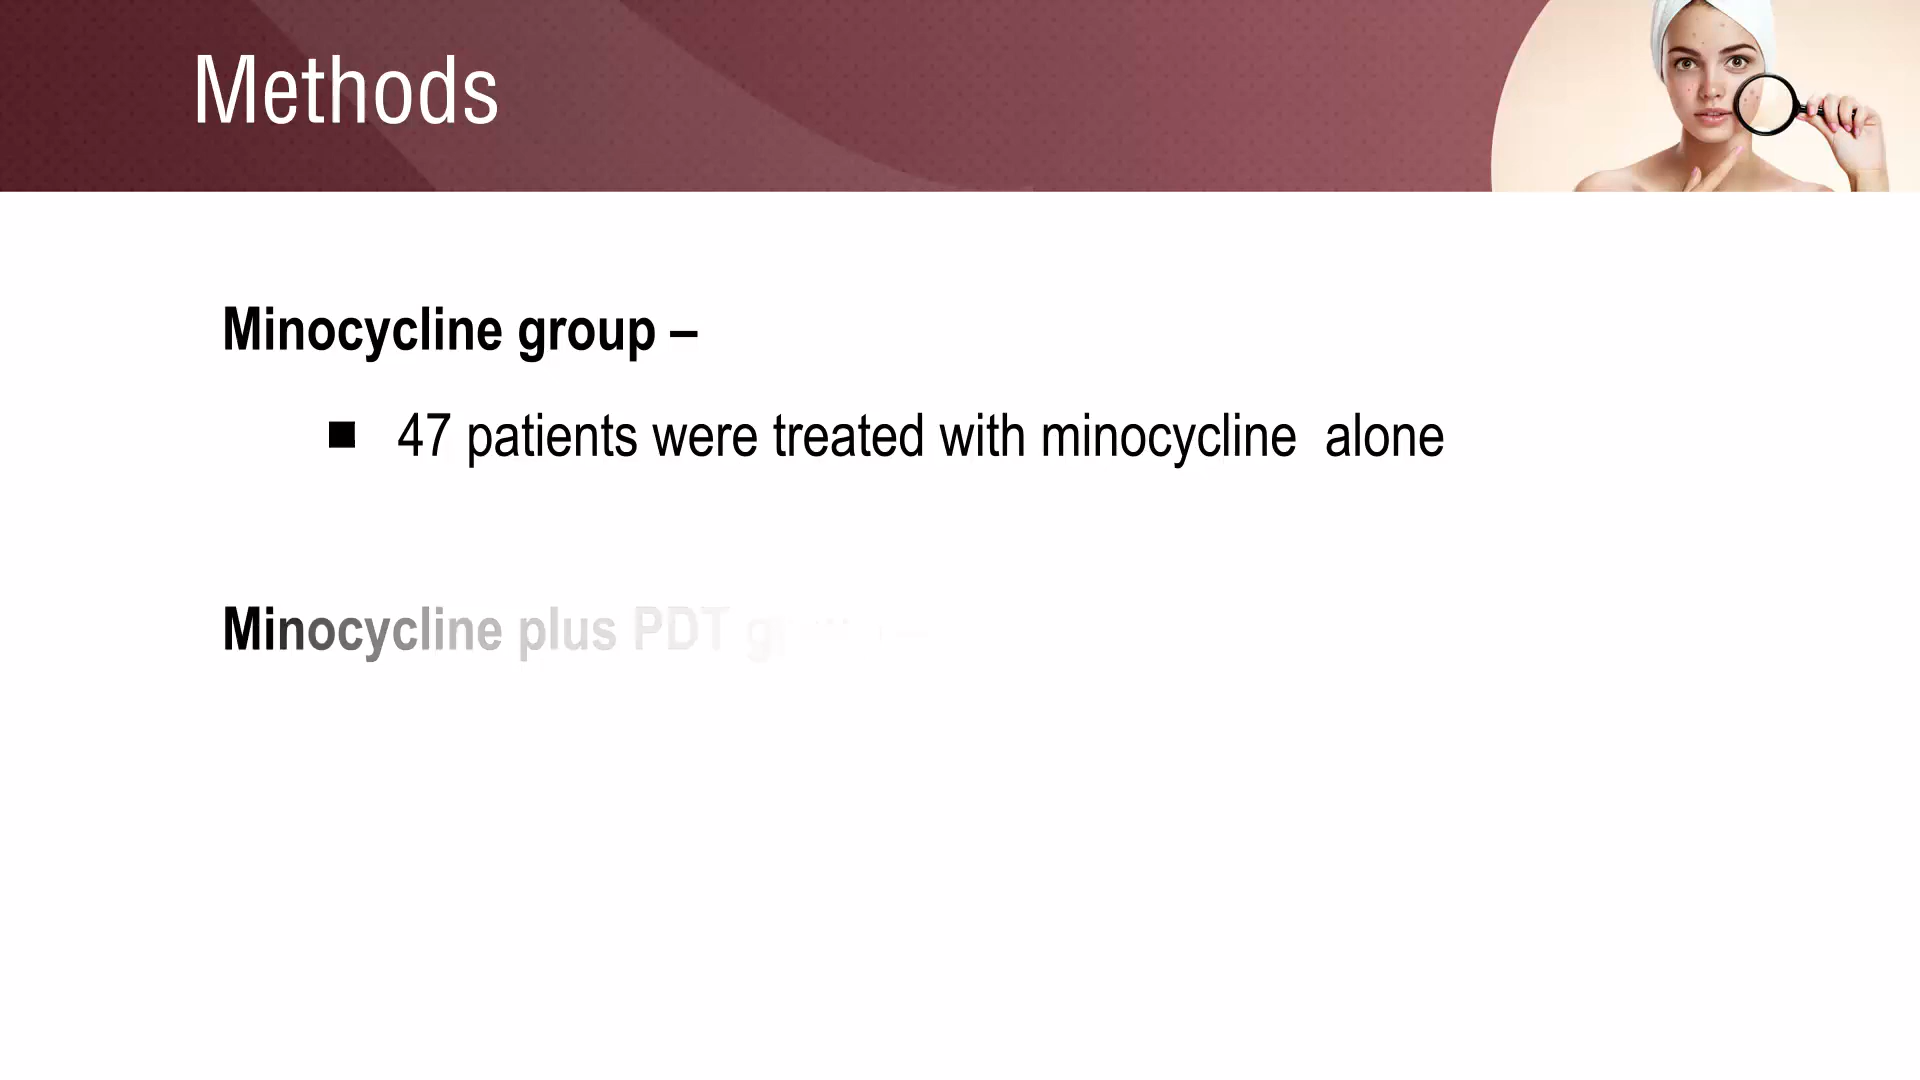 Methods
Minocycline group –
■ 47 patients were treated with minocycline alone
Minocycline plus PDT